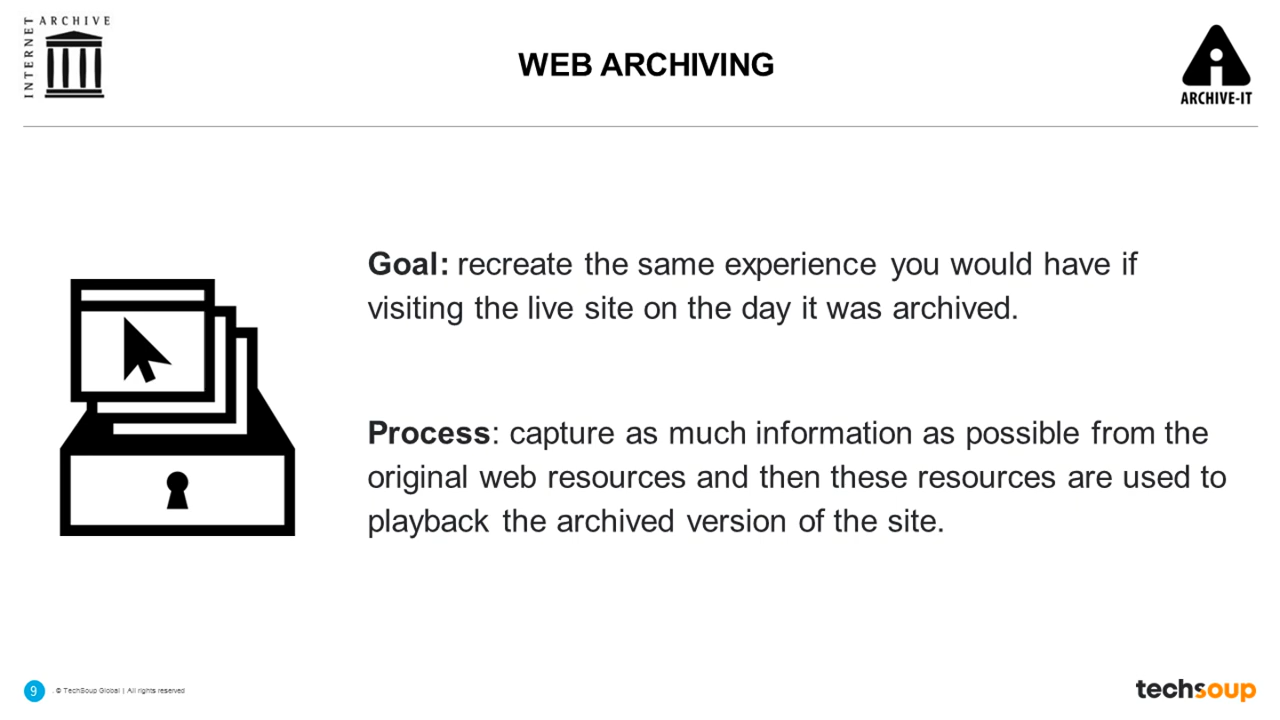 INTERNET ARCHIVE
WEB ARCHIVING
ARCHIVE-IT
Goal: recreate the same experience you would have if
visiting the live site on the day it was archived.
Process: capture as much information as possible from the
original web resources and then these resources are used to
playback the archived version of the site.
9 . © TechSoup Global | All rights reserved
techsoup